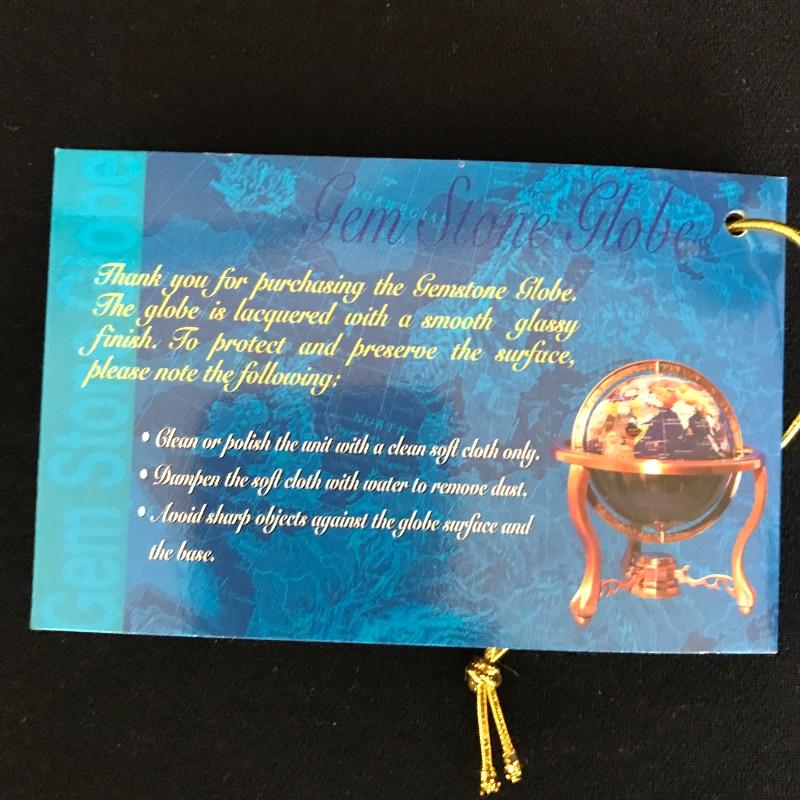 Gem Stone Globe
Gem Stone Globe
Thank you for purchasing the Gemstone Globe.
The globe is lacquered with a smooth glassy
finish. To protect and preserve the surface,
please note the following:
• Clean or polish the unit with a clean soft cloth only.
• Dampen the soft cloth with water to remove dust.
• Avoid sharp objects against the globe surface and
the base.
NORWEGIAN
NORTH